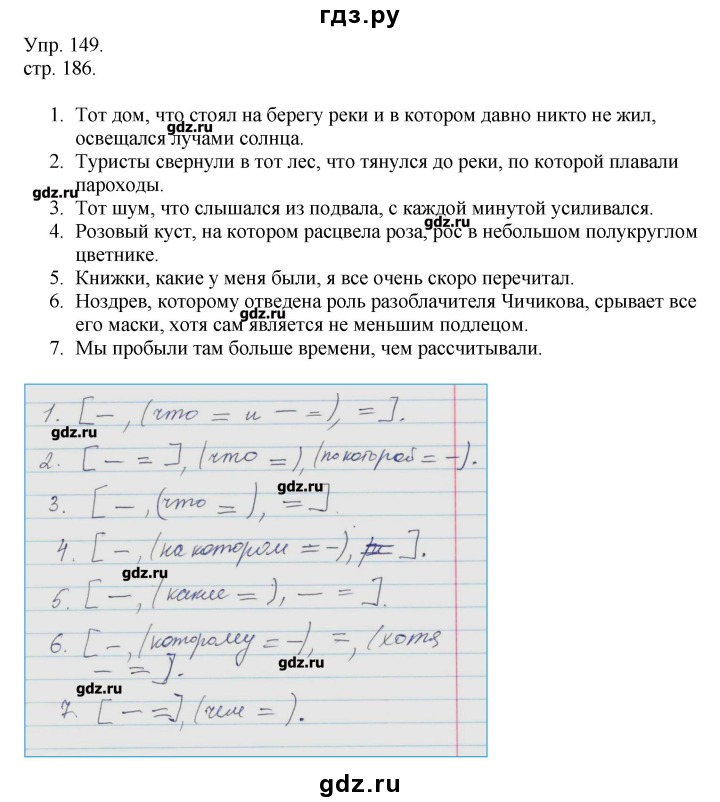 гдз.ру
Упр. 149.
стр. 186.
1. Тот дом, что стоял на берегу реки и в котором давно никто не жил,
освещался лучами солнца.
gdz.ru
2. Туристы свернули в тот лес, что тянулся до реки, по которой плавали
пароходы.
gdz.ru
3. Тот шум, что слышался из подвала, с каждой минутой усиливался.
gdz.ru
4. Розовый куст, на котором расцвела роза, рос в небольшом полукруглом
цветнике.
5. Книжки, какие у меня были, я все очень скоро перечитал.
6. Ноздрев, которому отведена роль разоблачителя Чичикова, срывает все
gdz.ru
его маски, хотя сам является не меньшим подлецом.
7. Мы пробыли там больше времени, чем рассчитывали.
1. [ – , (что = и – =), = ].
gdz.ru
2. [ – = ], (что = ), (по которой = –).
gdz.ru
3. [ – , (что = ), = ].
4. [ – , (на котором = –), = ].
gdz.ru
5. [ – , (какие = ), – = ].
6. [ – , (которому = –), = , (хотя
gdz.ru
– = ].
gdz.ru
7. [ – = ], (чем = ).
gdz.ru